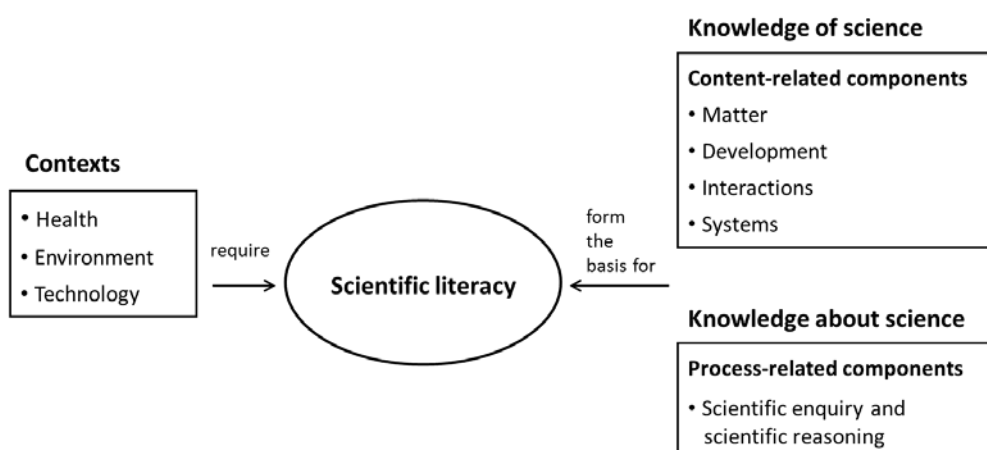 Contexts
• Health
• Environment
• Technology
require
Scientific literacy
form
the
basis for
Knowledge of science
Content-related components
• Matter
• Development
• Interactions
• Systems
Knowledge about science
Process-related components
• Scientific enquiry and
scientific reasoning